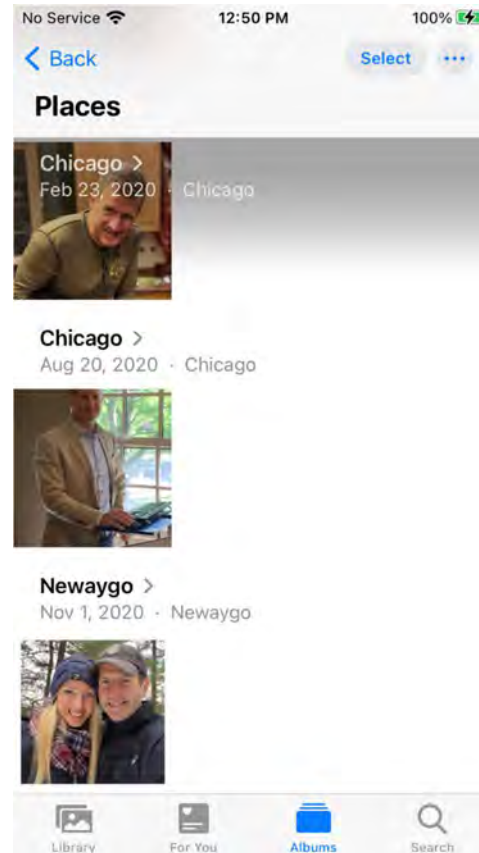 No Service 12:50 PM 100%
Back Select ...
Places
Chicago >
Feb 23, 2020 · Chicago
Chicago >
Aug 20, 2020 · Chicago
Newaygo >
Nov 1, 2020 · Newaygo
Library For You Albums Search